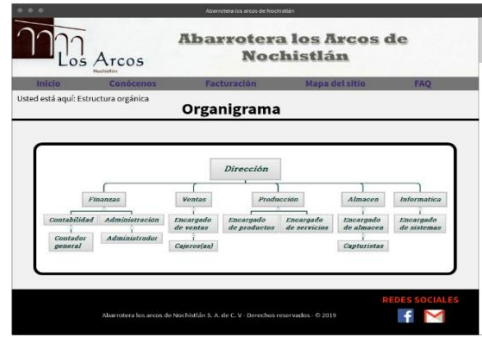 Abarrotera los arcos de Nochistlán
Los Arcos
Nochistlán
Abarrotera los Arcos de
Nochistlán
Inicio Conócenos Facturación Mapa del sitio FAQ
Usted está aquí: Estructura orgánica
Organigrama
Dirección
Finanzas Ventas Producción Almacen Informatica
Contabilidad Administración Encargado de ventas Encargado de productos Encargado de servicios Encargado de almacen Encargado de sistemas
Contador general Administrador Cajeros(as) Capturistas
REDES SOCIALES
Abarrotera los arcos de Nochistlán S. A. de C. V - Derechos reservados - © 2019